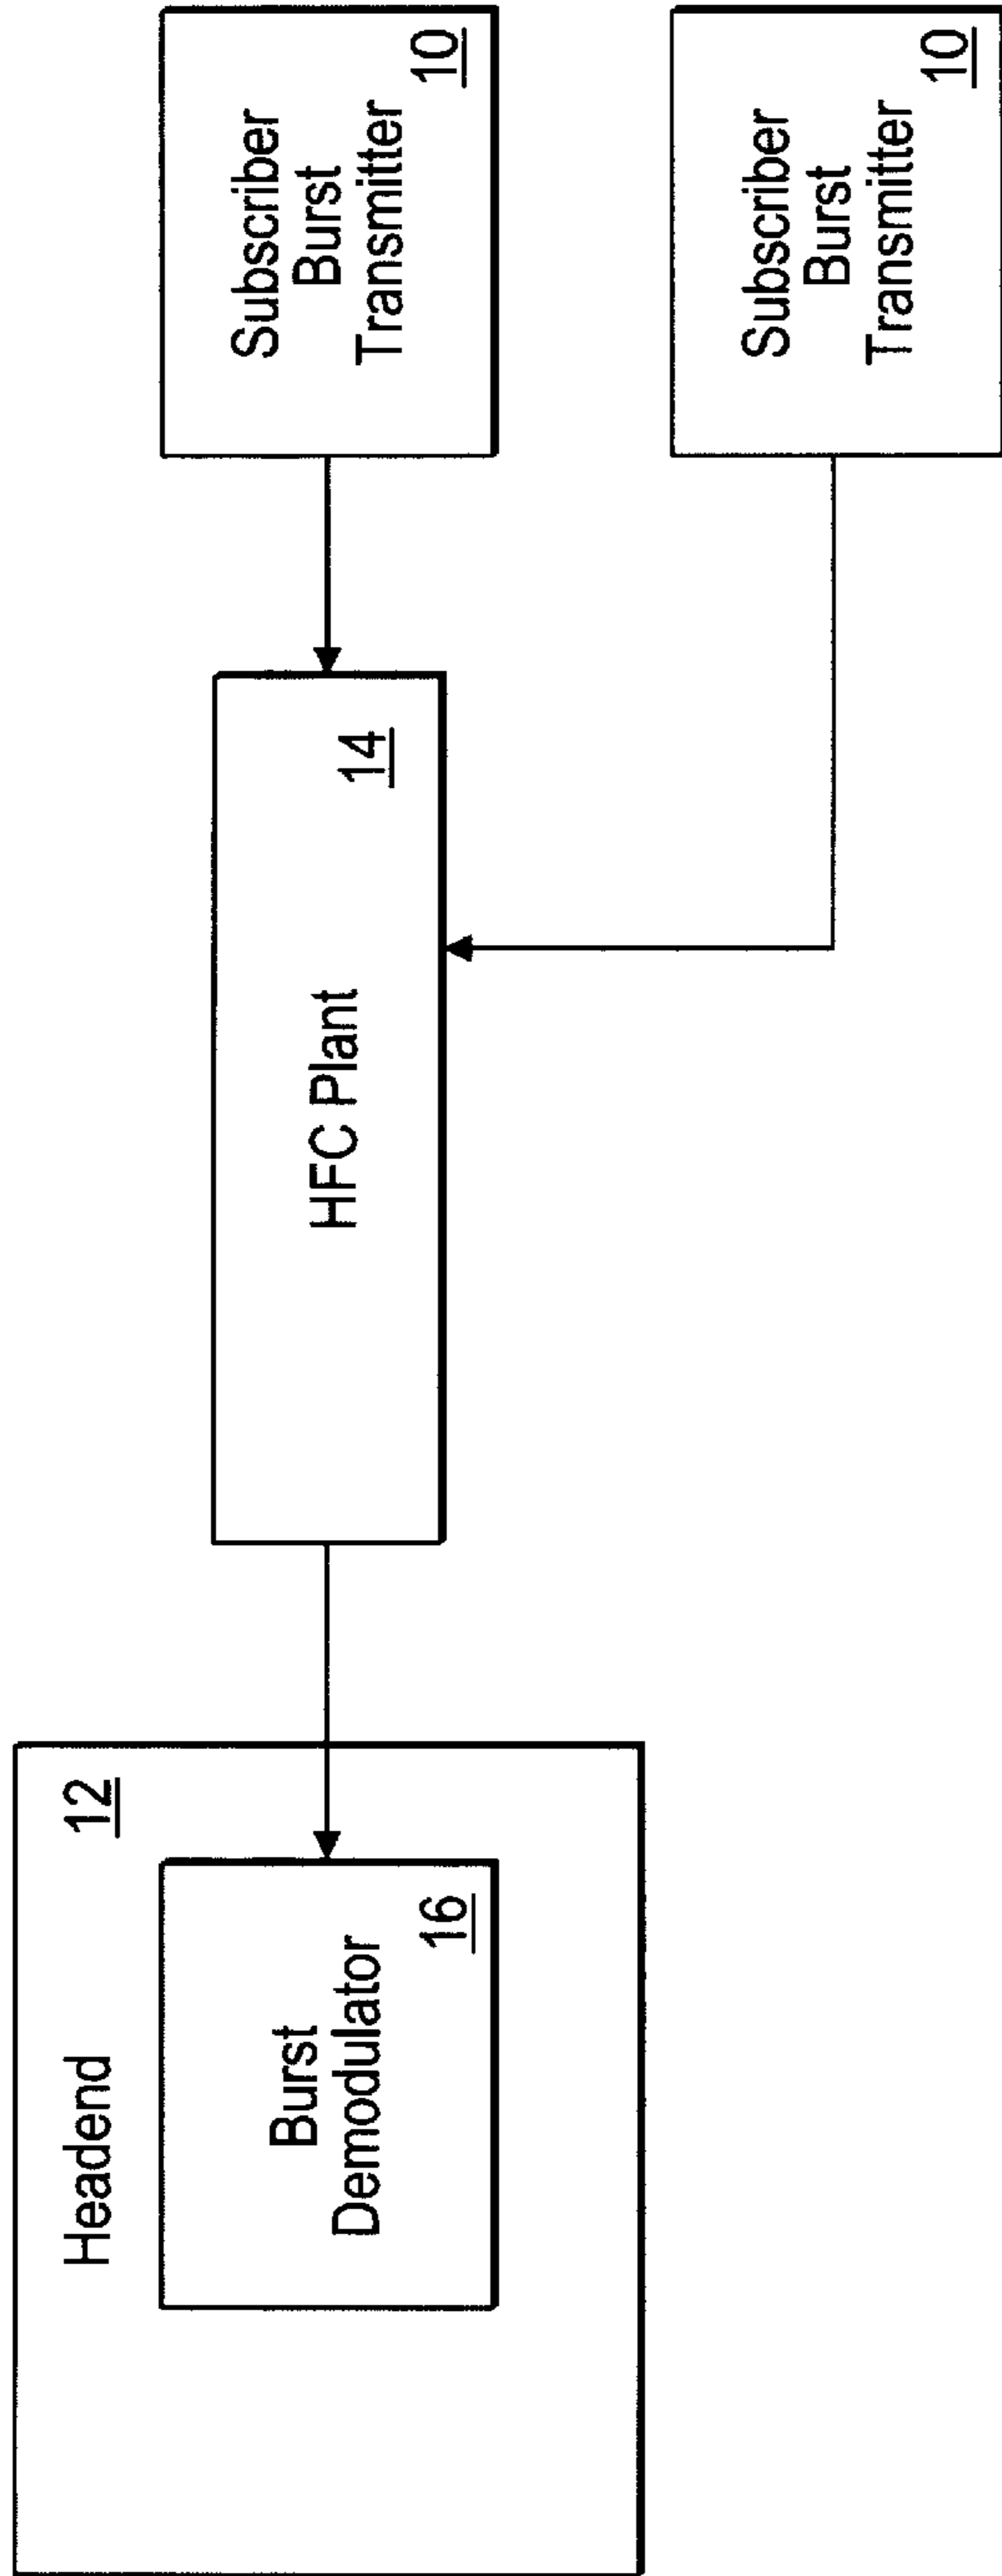 Headend
12
Burst
Demodulator
16
HFC Plant
14
Subscriber
Burst
Transmitter
10
Subscriber
Burst
Transmitter
10